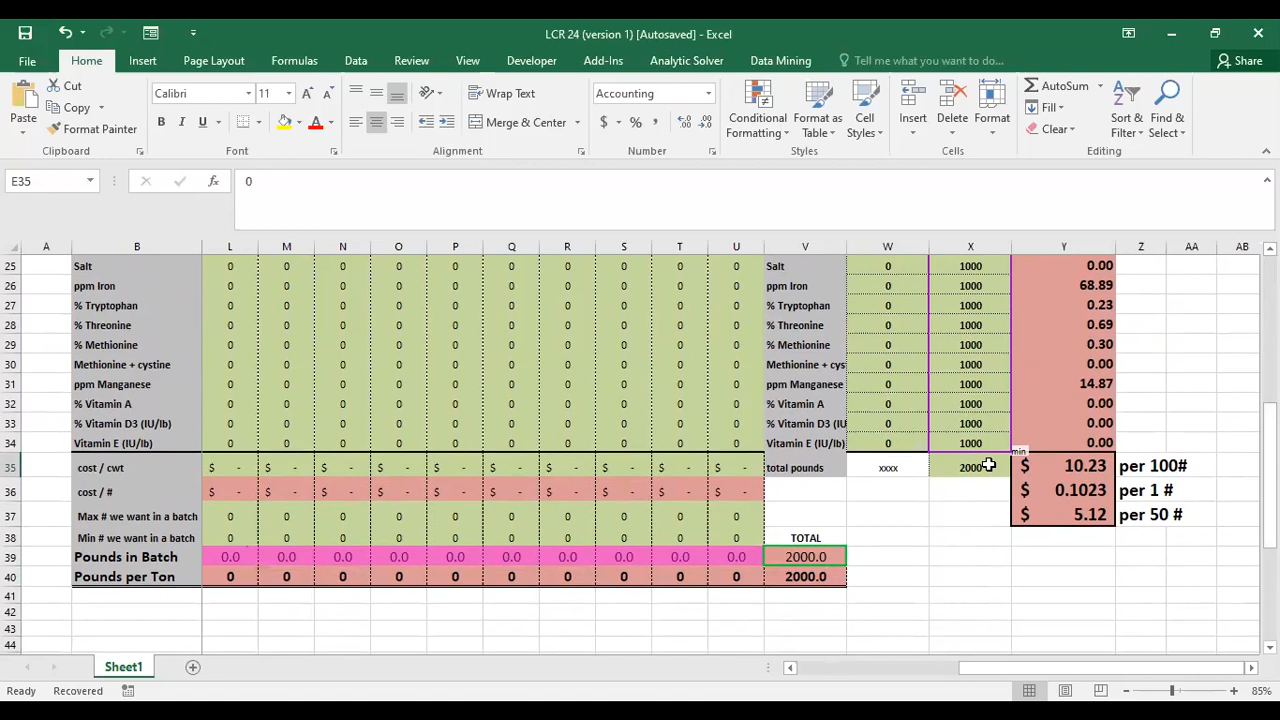 LCR 24 (version 1) [Autosaved] - Excel
File Home Insert Page Layout Formulas Data Review View Developer Add-Ins Analytic Solver Data Mining Tell me what you want to do... Share
Paste Cut Copy Format Painter Clipboard
Calibri 11 A A B I U A Font
Wrap Text Merge & Center Alignment
Accounting $ % , Number
Conditional Formatting Format as Table Cell Styles Styles
Insert Delete Format Cells
AutoSum Fill Clear Sort & Filter Find & Select Editing
E35 fx 0
A B L M N O P Q R S T U V W X Y Z AA AB
25 Salt 0 0 0 0 0 0 0 0 0 0 Salt 0 1000 0.00
26 ppm Iron 0 0 0 0 0 0 0 0 0 0 ppm Iron 0 1000 68.89
27 % Tryptophan 0 0 0 0 0 0 0 0 0 0 % Tryptophan 0 1000 0.23
28 % Threonine 0 0 0 0 0 0 0 0 0 0 % Threonine 0 1000 0.69
29 % Methionine 0 0 0 0 0 0 0 0 0 0 % Methionine 0 1000 0.30
30 Methionine + cystine 0 0 0 0 0 0 0 0 0 0 Methionine + cys 0 1000 0.00
31 ppm Manganese 0 0 0 0 0 0 0 0 0 0 ppm Manganese 0 1000 14.87
32 % Vitamin A 0 0 0 0 0 0 0 0 0 0 % Vitamin A 0 1000 0.00
33 % Vitamin D3 (IU/lb) 0 0 0 0 0 0 0 0 0 0 % Vitamin D3 (IU 0 1000 0.00
34 Vitamin E (IU/lb) 0 0 0 0 0 0 0 0 0 0 Vitamin E (IU/lb) 0 1000 0.00
min
35 cost / cwt $ - $ - $ - $ - $ - $ - $ - $ - $ - $ - total pounds xxxx 2000 $ 10.23 per 100#
36 cost / # $ - $ - $ - $ - $ - $ - $ - $ - $ - $ - $ 0.1023 per 1 #
37 Max # we want in a batch 0 0 0 0 0 0 0 0 0 0 $ 5.12 per 50 #
38 Min # we want in a batch 0 0 0 0 0 0 0 0 0 0 TOTAL
39 Pounds in Batch 0.0 0.0 0.0 0.0 0.0 0.0 0.0 0.0 0.0 0.0 2000.0
40 Pounds per Ton 0 0 0 0 0 0 0 0 0 0 2000.0
41
42
43
44
Sheet1
Ready Recovered 85%